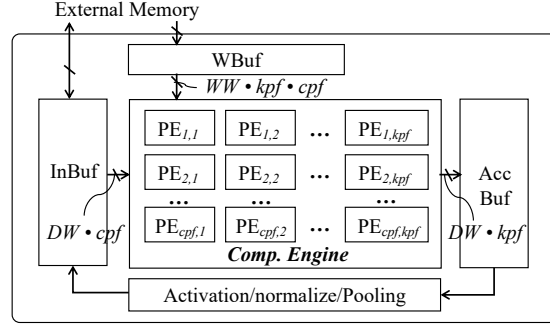 External Memory
WBuf
WW • kpf • cpf
InBuf
PE1,1 PE1,2 ... PE1,kpf
PE2,1 PE2,2 ... PE2,kpf
... ... ...
PEcpf,1 PEcpf,2 ... PEcpf,kpf
Comp. Engine
Acc
Buf
DW • cpf
DW • kpf
Activation/normalize/Pooling